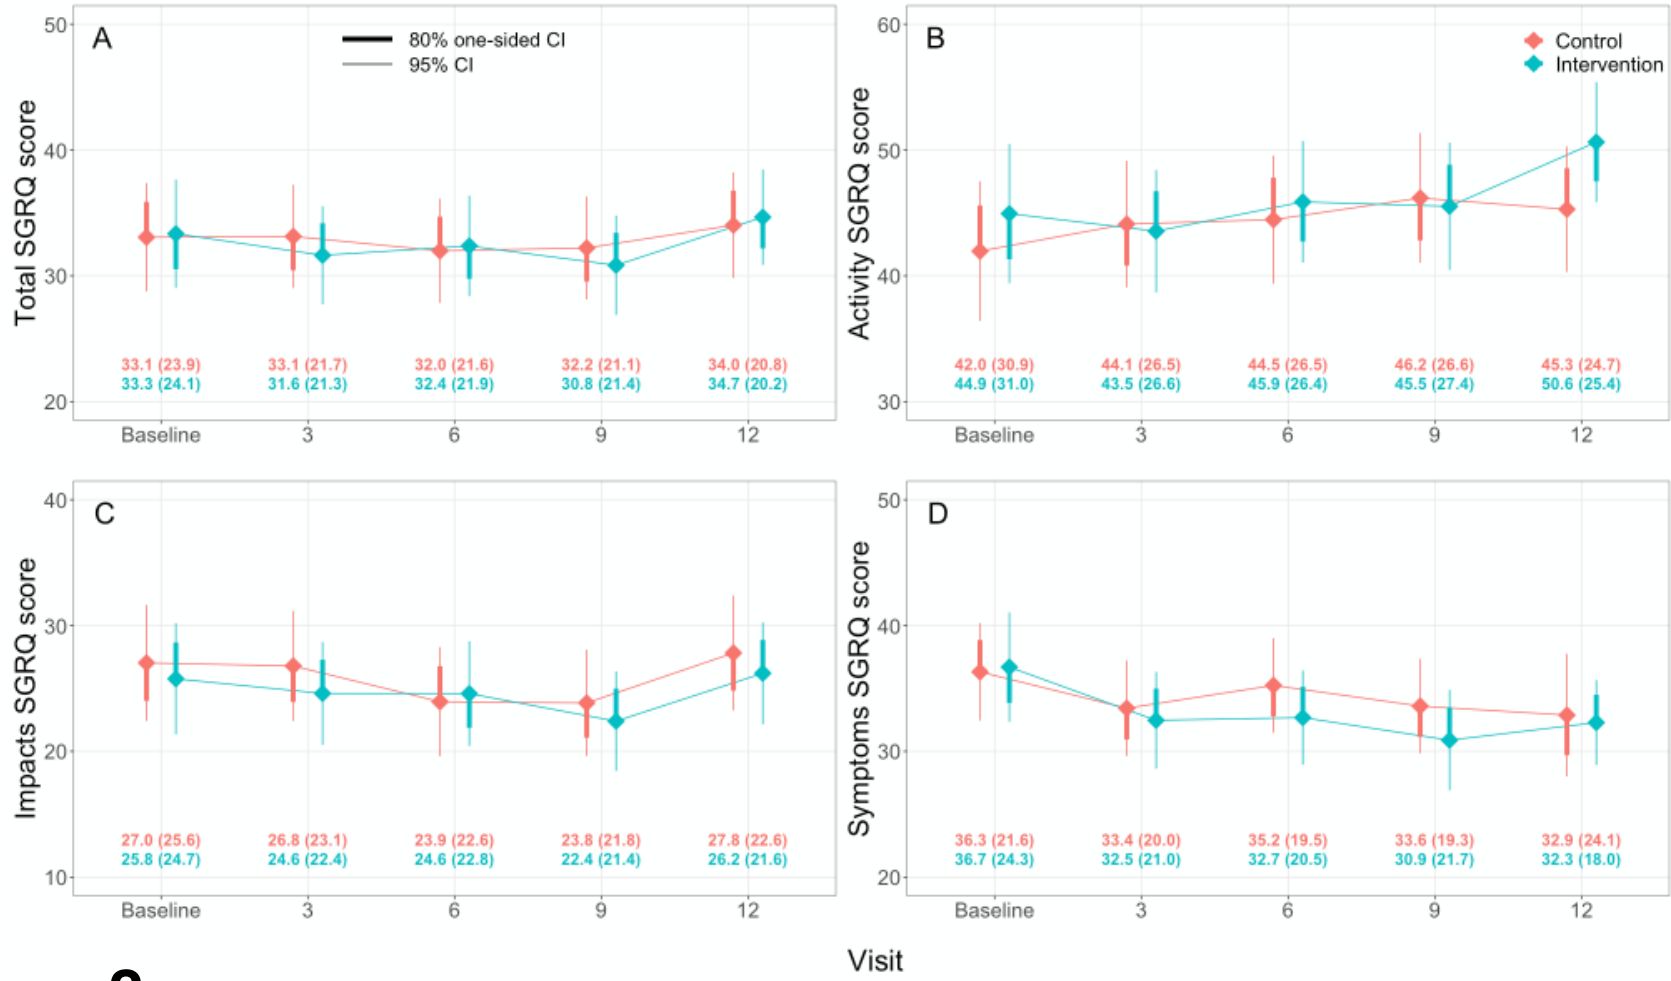 A
80% one-sided CI
95% CI
Total SGRQ score
50
40
30
20
33.1 (23.9) 33.1 (21.7) 32.0 (21.6) 32.2 (21.1) 34.0 (20.8)
33.3 (24.1) 31.6 (21.3) 32.4 (21.9) 30.8 (21.4) 34.7 (20.2)
Baseline 3 6 9 12
B
Control
Intervention
Activity SGRQ score
60
50
40
30
42.0 (30.9) 44.1 (26.5) 44.5 (26.5) 46.2 (26.6) 45.3 (24.7)
44.9 (31.0) 43.5 (26.6) 45.9 (26.4) 45.5 (27.4) 50.6 (25.4)
Baseline 3 6 9 12
C
Impacts SGRQ score
40
30
20
10
27.0 (25.6) 26.8 (23.1) 23.9 (22.6) 23.8 (21.8) 27.8 (22.6)
25.8 (24.7) 24.6 (22.4) 24.6 (22.8) 22.4 (21.4) 26.2 (21.6)
Baseline 3 6 9 12
D
Symptoms SGRQ score
50
40
30
20
36.3 (21.6) 33.4 (20.0) 35.2 (19.5) 33.6 (19.3) 32.9 (24.1)
36.7 (24.3) 32.5 (21.0) 32.7 (20.5) 30.9 (21.7) 32.3 (18.0)
Baseline 3 6 9 12
Visit